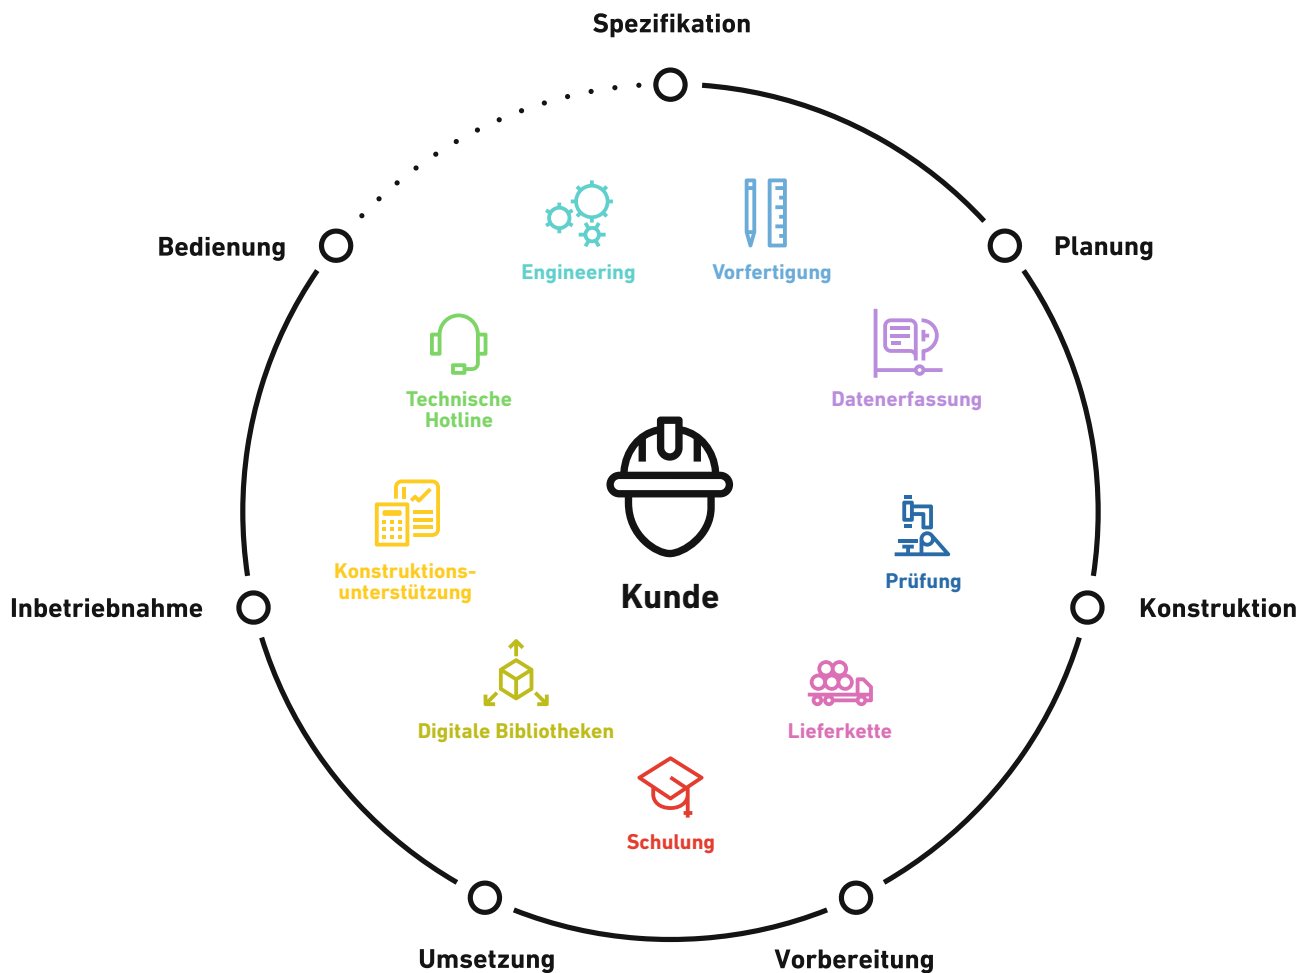 Spezifikation
Bedienung
Planung
Engineering
Vorfertigung
Technische
Hotline
Datenerfassung
Konstruktions-
unterstützung
Kunde
Prüfung
Inbetriebnahme
Konstruktion
Digitale Bibliotheken
Lieferkette
Schulung
Umsetzung
Vorbereitung